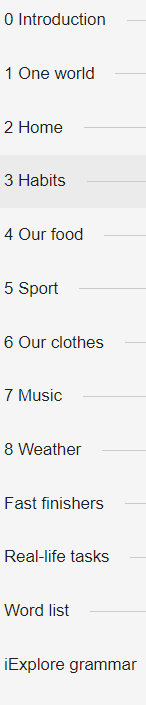 0 Introduction
1 One world
2 Home
3 Habits
4 Our food
5 Sport
6 Our clothes
7 Music
8 Weather
Fast finishers
Real-life tasks
Word list
iExplore grammar